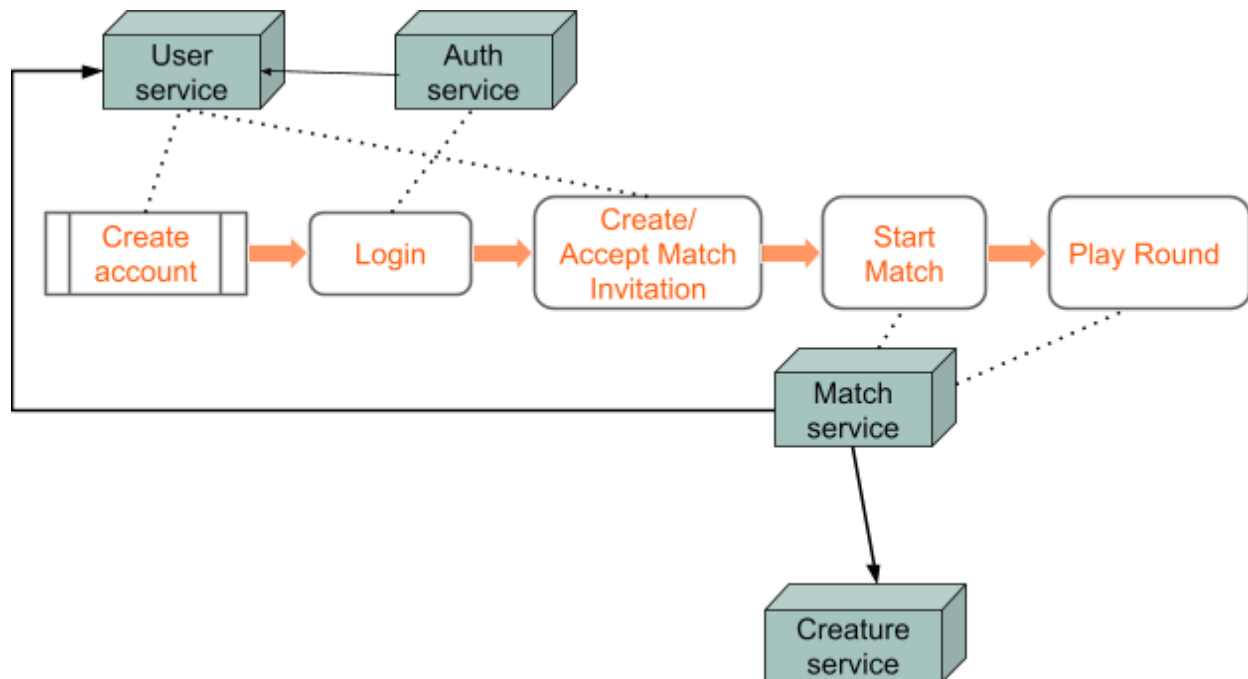 User
service
Auth
service
Create
account
Login
Create/
Accept Match
Invitation
Start
Match
Play Round
Match
service
Creature
service